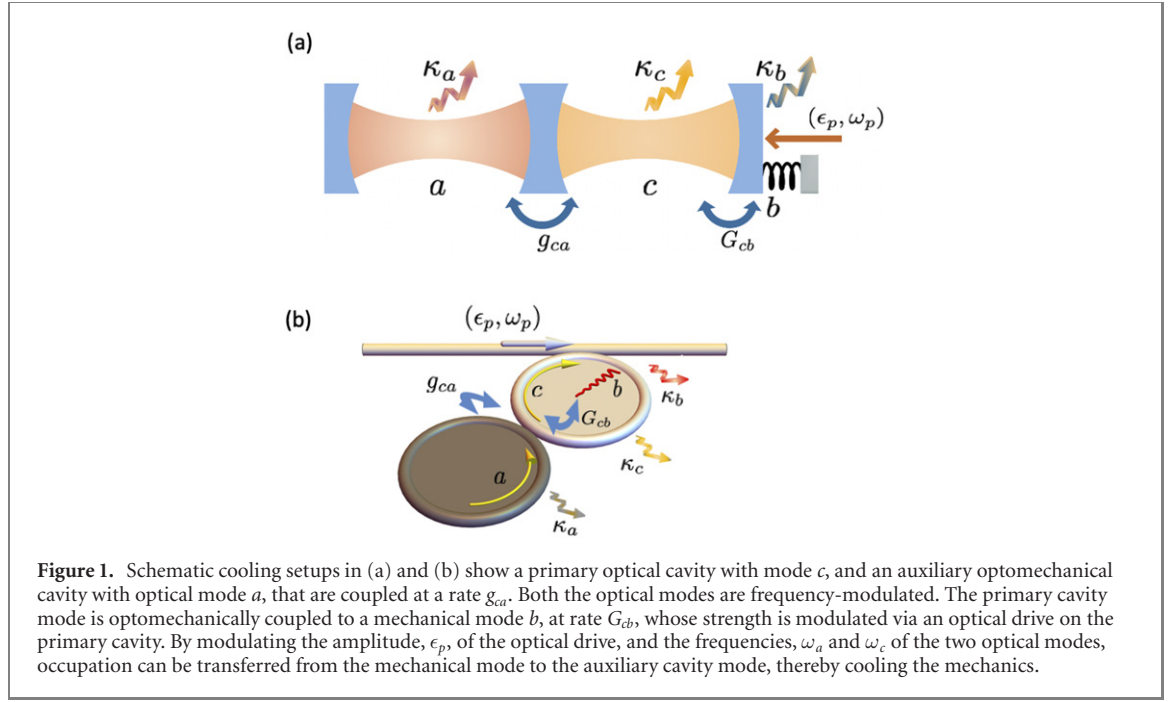 (a)
κa κc κb
(ϵp, ωp)
a c b
gca Gcb
(b)
(ϵp, ωp)
gca c b κb
Gcb
κc
a
κa
Figure 1. Schematic cooling setups in (a) and (b) show a primary optical cavity with mode c, and an auxiliary optomechanical
cavity with optical mode a, that are coupled at a rate gca. Both the optical modes are frequency-modulated. The primary cavity
mode is optomechanically coupled to a mechanical mode b, at rate Gcb, whose strength is modulated via an optical drive on the
primary cavity. By modulating the amplitude, ϵp, of the optical drive, and the frequencies, ωa and ωc of the two optical modes,
occupation can be transferred from the mechanical mode to the auxiliary cavity mode, thereby cooling the mechanics.